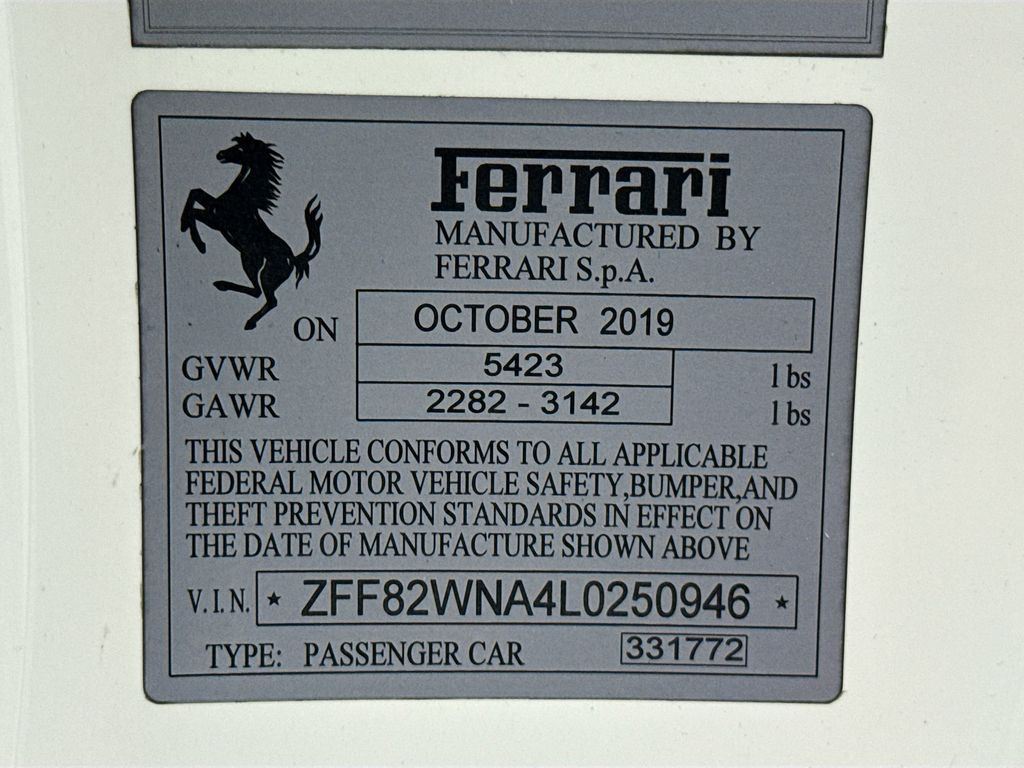 Ferrari
MANUFACTURED BY
FERRARI S.p.A.
ON OCTOBER 2019
GVWR 5423 lbs
GAWR 2282 - 3142 lbs
THIS VEHICLE CONFORMS TO ALL APPLICABLE
FEDERAL MOTOR VEHICLE SAFETY,BUMPER,AND
THEFT PREVENTION STANDARDS IN EFFECT ON
THE DATE OF MANUFACTURE SHOWN ABOVE
V.I.N. ★ ZFF82WNA4L0250946 ★
TYPE: PASSENGER CAR 331772